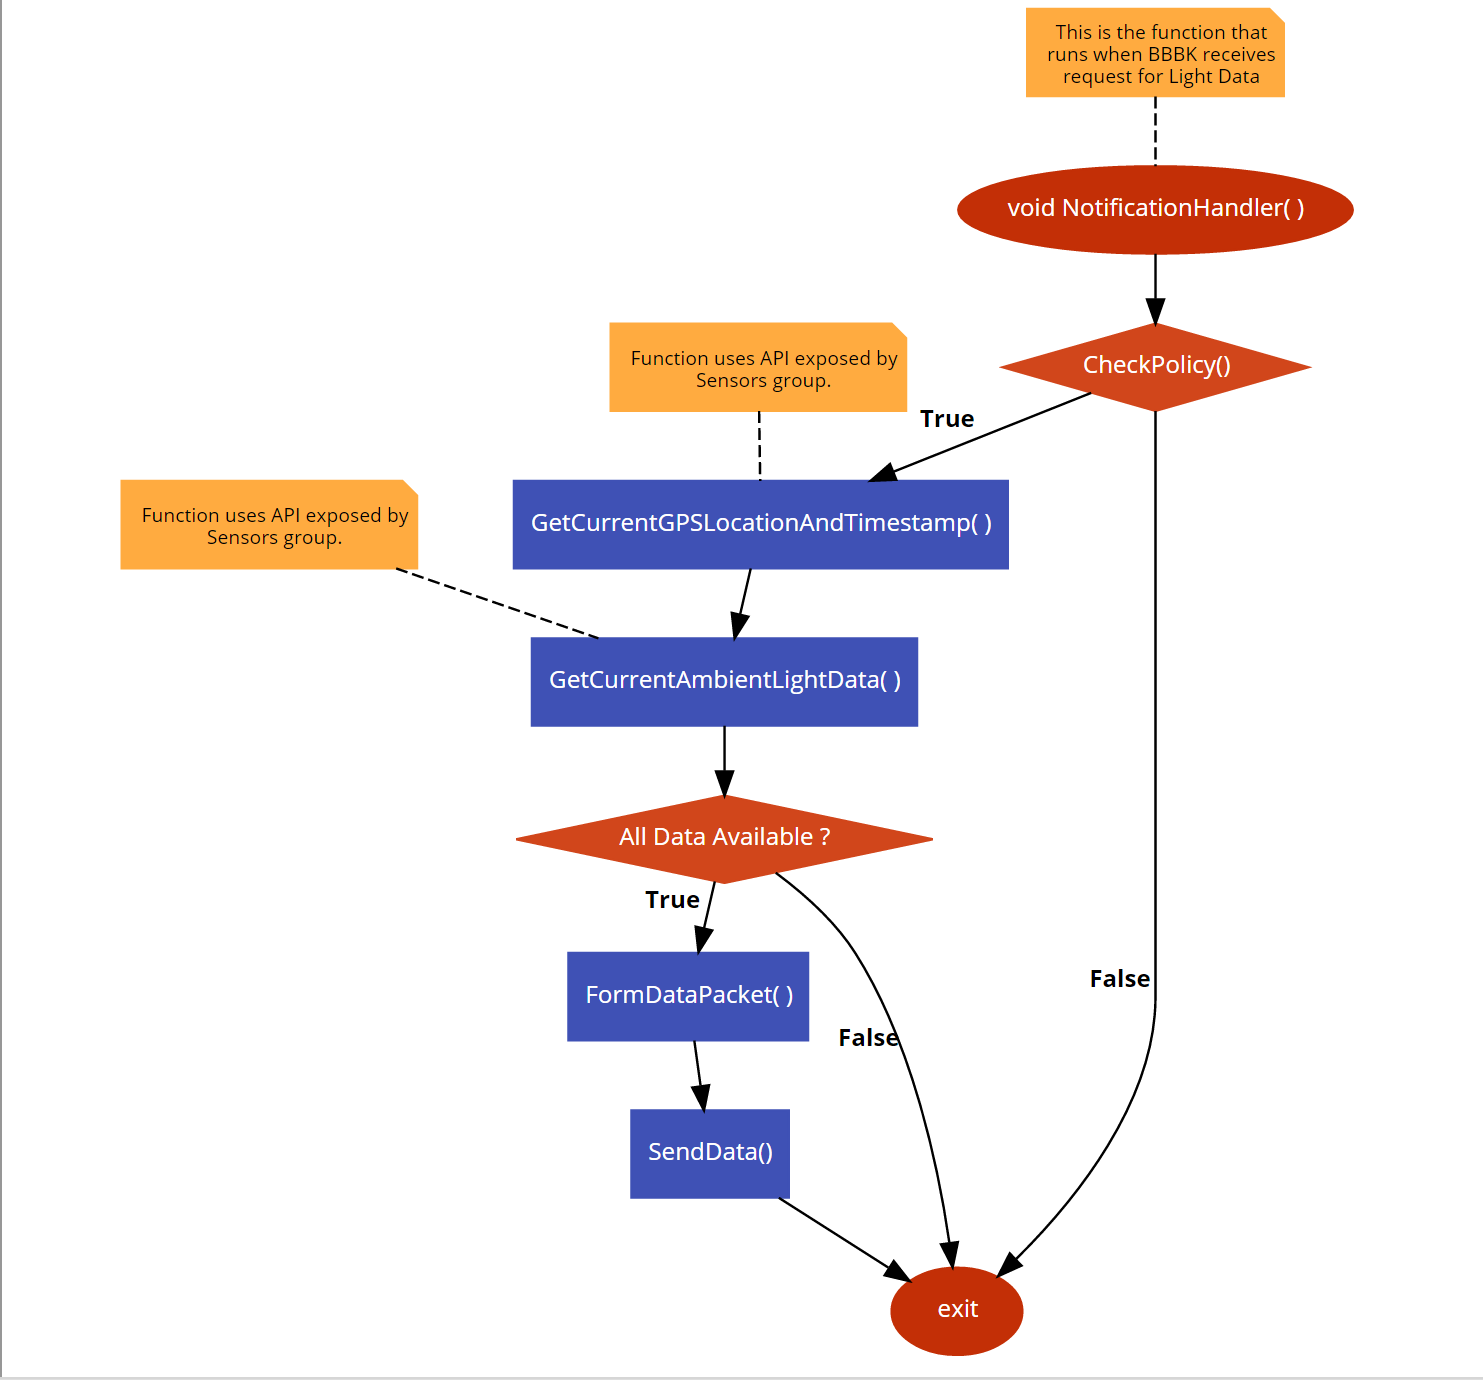 This is the function that
runs when BBBK receives
request for Light Data
void NotificationHandler( )
CheckPolicy()
Function uses API exposed by
Sensors group.
True
GetCurrentGPSLocationAndTimestamp( )
Function uses API exposed by
Sensors group.
GetCurrentAmbientLightData( )
All Data Available ?
True
FormDataPacket( )
False
False
SendData()
exit